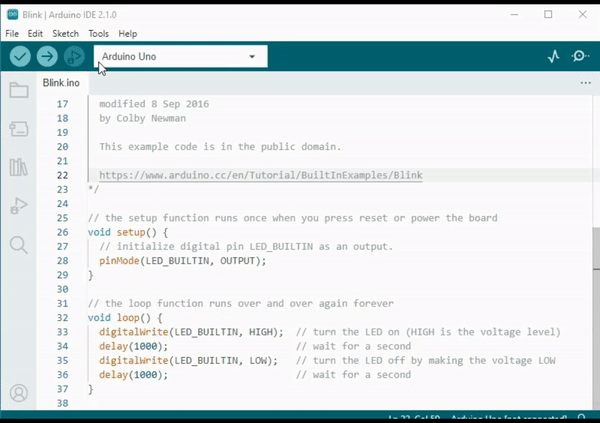 Blink | Arduino IDE 2.1.0
File Edit Sketch Tools Help
Arduino Uno
Blink.ino
17 modified 8 Sep 2016
18 by Colby Newman
19
20 This example code is in the public domain.
21
22 https://www.arduino.cc/en/Tutorial/BuiltInExamples/Blink
23 */
24
25 // the setup function runs once when you press reset or power the board
26 void setup() {
27 // initialize digital pin LED_BUILTIN as an output.
28 pinMode(LED_BUILTIN, OUTPUT);
29 }
30
31 // the loop function runs over and over again forever
32 void loop() {
33 digitalWrite(LED_BUILTIN, HIGH); // turn the LED on (HIGH is the voltage level)
34 delay(1000); // wait for a second
35 digitalWrite(LED_BUILTIN, LOW); // turn the LED off by making the voltage LOW
36 delay(1000); // wait for a second
37 }
38